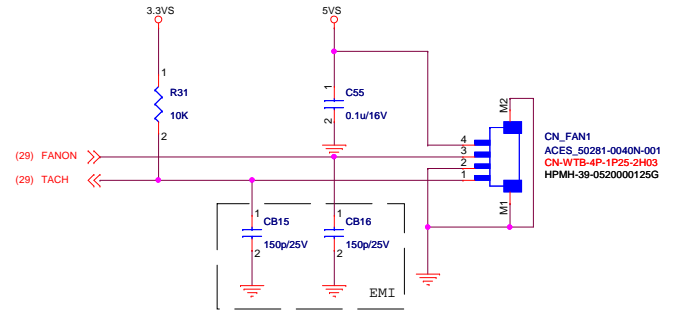 3.3VS
5VS
1
R31
10K
2
1
C55
2
0.1u/16V
M2
4
3
2
1
M1
CN_FAN1
ACES_50281-0040N-001
CN-WTB-4P-1P25-2H03
HPMH-39-0520000125G
(29) FANON
(29) TACH
1
CB15
2
150p/25V
1
CB16
2
150p/25V
EMI